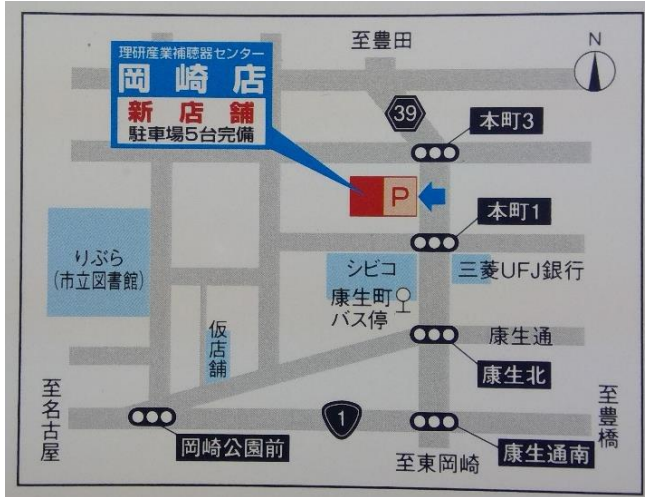 至豊田
N
理研産業補聴器センター
岡崎店
新店舗
駐車場5台完備
39
本町3
P
本町1
りぶら
(市立図書館)
シビコ
三菱UFJ銀行
康生町
バス停
仮店舗
康生通
康生北
至名古屋
至豊橋
1
岡崎公園前
康生通南
至東岡崎